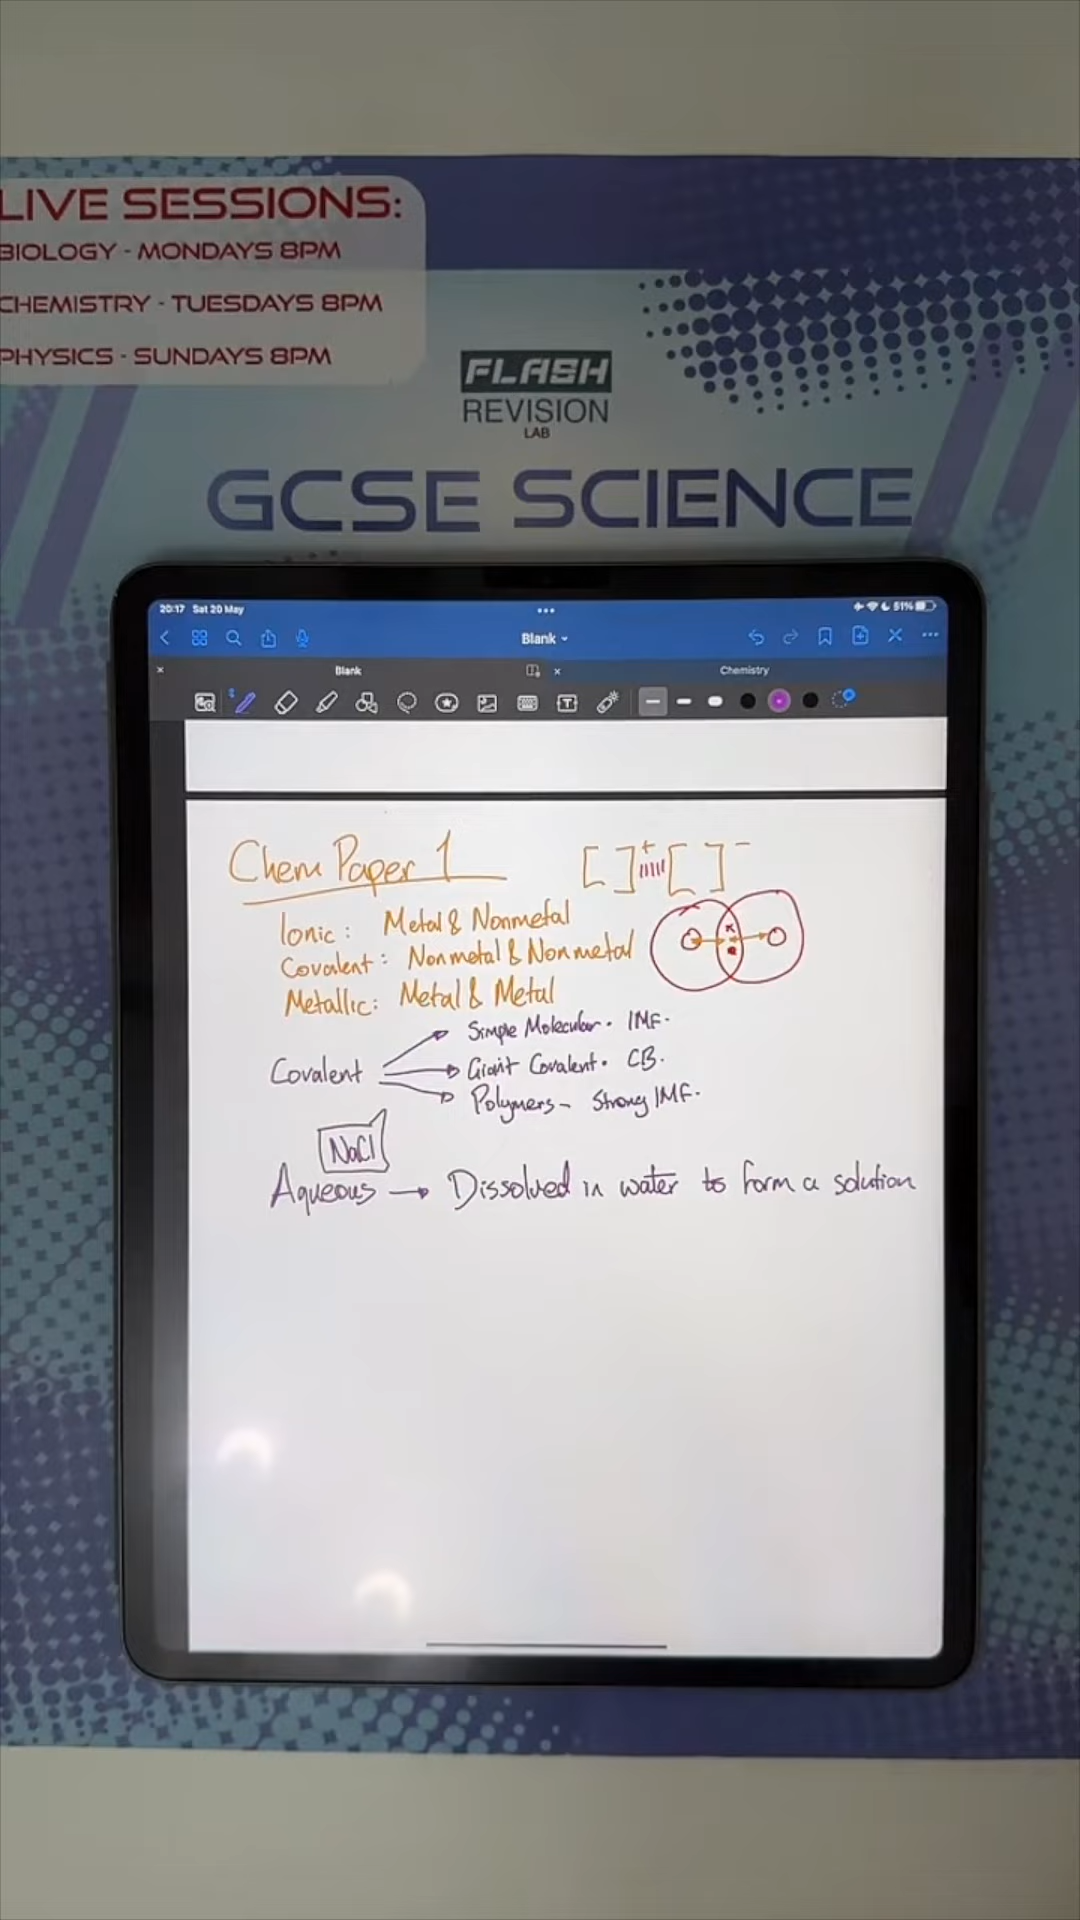 LIVE SESSIONS:
BIOLOGY - MONDAYS 8PM
CHEMISTRY - TUESDAYS 8PM
PHYSICS - SUNDAYS 8PM
FLASH
REVISION
LAB
GCSE SCIENCE
20:17 Sat 20 May
51%
Blank
Blank
Chemistry
Chem Paper 1
[ ]+ [ ]-
Ionic: Metal & Nonmetal
Covalent: Nonmetal & Nonmetal
Metallic: Metal & Metal
Covalent
Simple Molecular. IMF.
Giant Covalent. CB.
Polymers - Strong IMF.
NaCl
Aqueous → Dissolved in water to form a solution